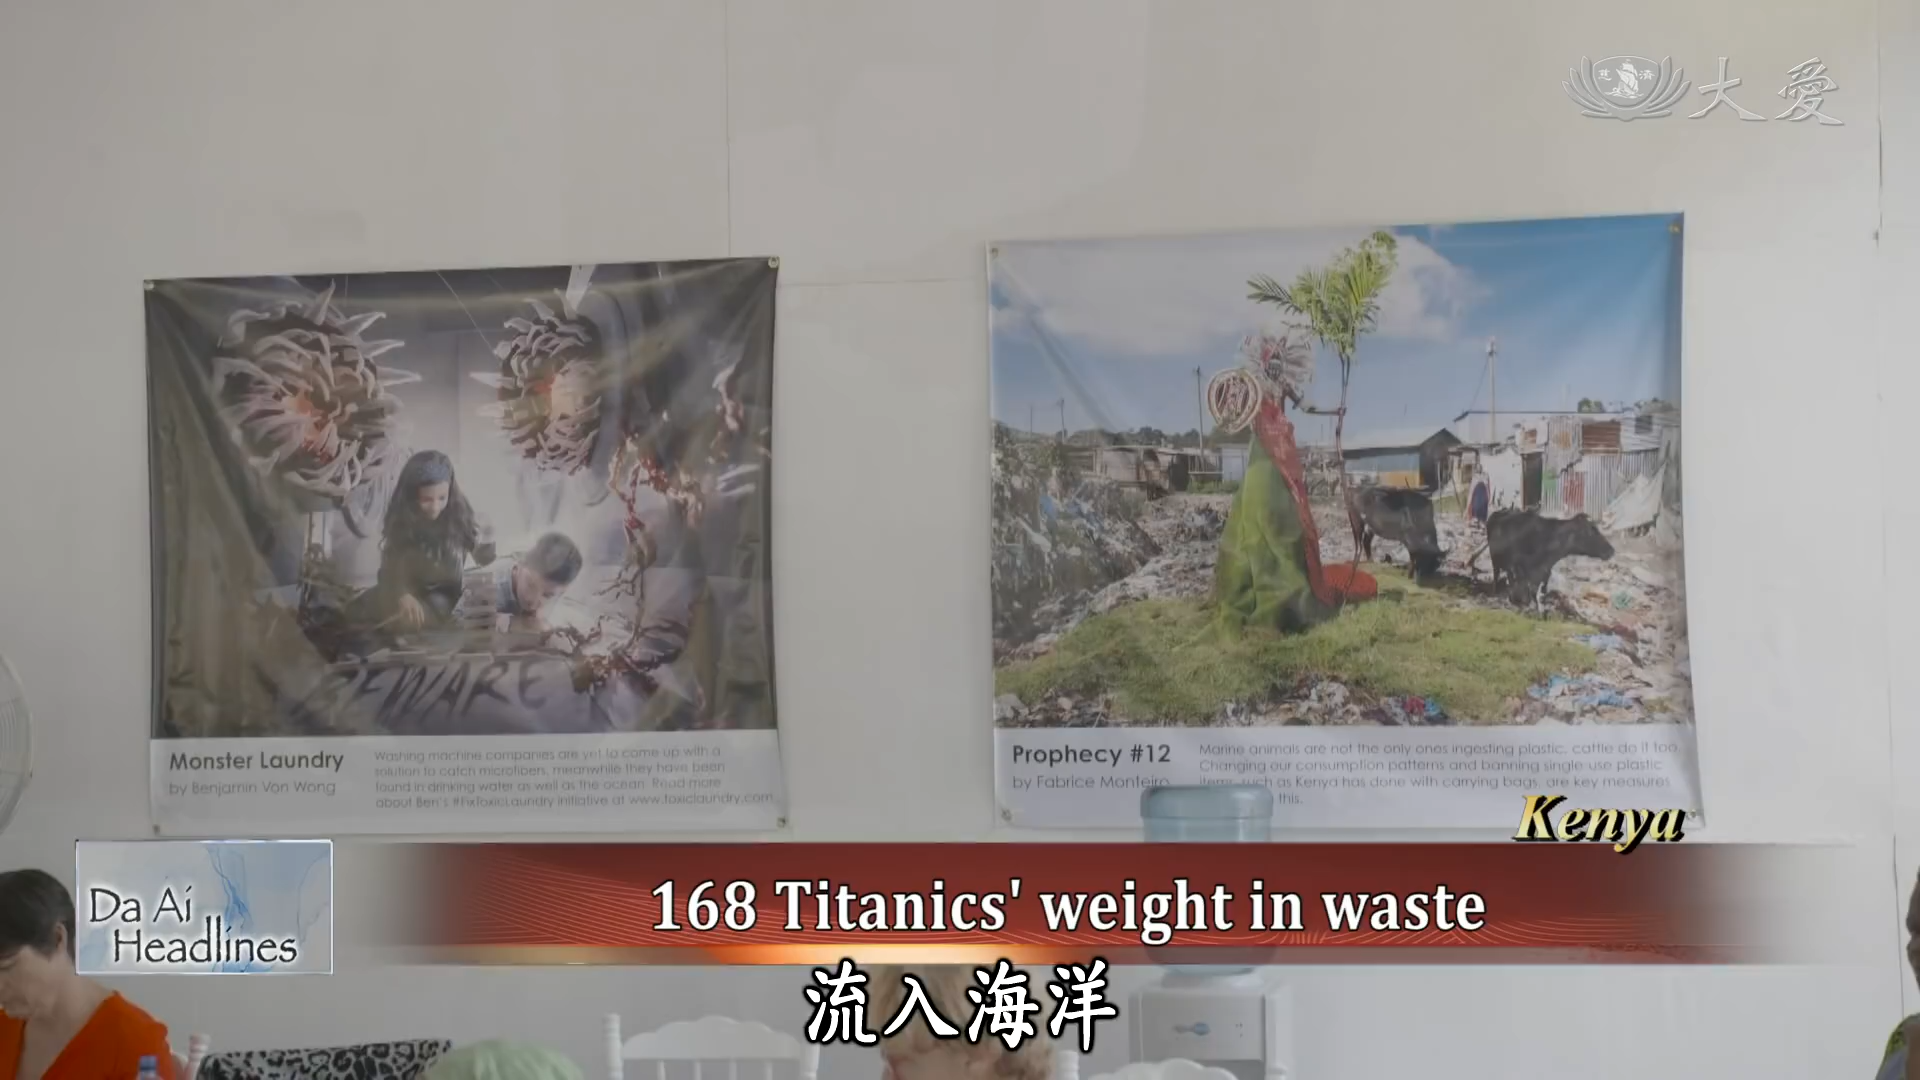 慈濟
大愛
BEWARE
Monster Laundry
by Benjamin Von Wong
Washing machine companies are yet to come up with a
solution to catch microfibers, meanwhile they have been
found in drinking water as well as the ocean. Read more
about Ben's #FixToxicLaundry initiative at www.toxiclaundry.com
Prophecy #12
by Fabrice Monteiro
Marine animals are not the only ones ingesting plastic, cattle do it too.
Changing our consumption patterns and banning single use plastic
items, such as Kenya has done with carrying bags, are key measures
this.
Kenya
Da Ai
Headlines
168 Titanics' weight in waste
流入海洋